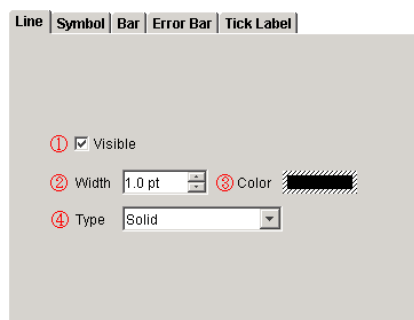 Line Symbol Bar Error Bar Tick Label
① Visible
② Width 1.0 pt ③ Color
④ Type Solid